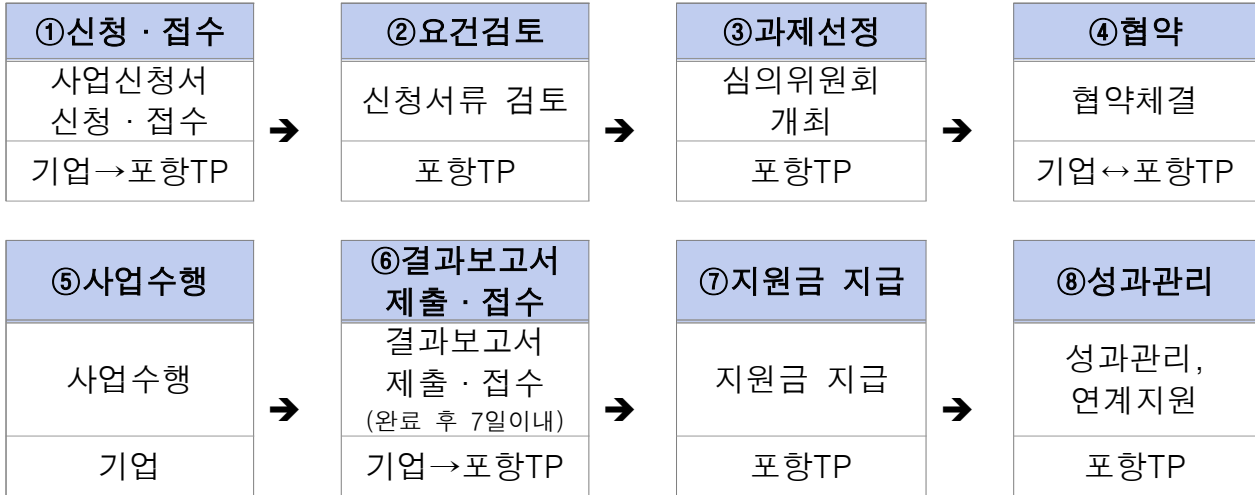 ①신청 · 접수
사업신청서
신청 · 접수
기업→포항TP
➔
②요건검토
신청서류 검토
포항TP
➔
③과제선정
심의위원회
개최
포항TP
➔
④협약
협약체결
기업↔포항TP
⑤사업수행
사업수행
기업
➔
⑥결과보고서
제출 · 접수
결과보고서
제출 · 접수
(완료 후 7일이내)
기업→포항TP
➔
⑦지원금 지급
지원금 지급
포항TP
➔
⑧성과관리
성과관리,
연계지원
포항TP